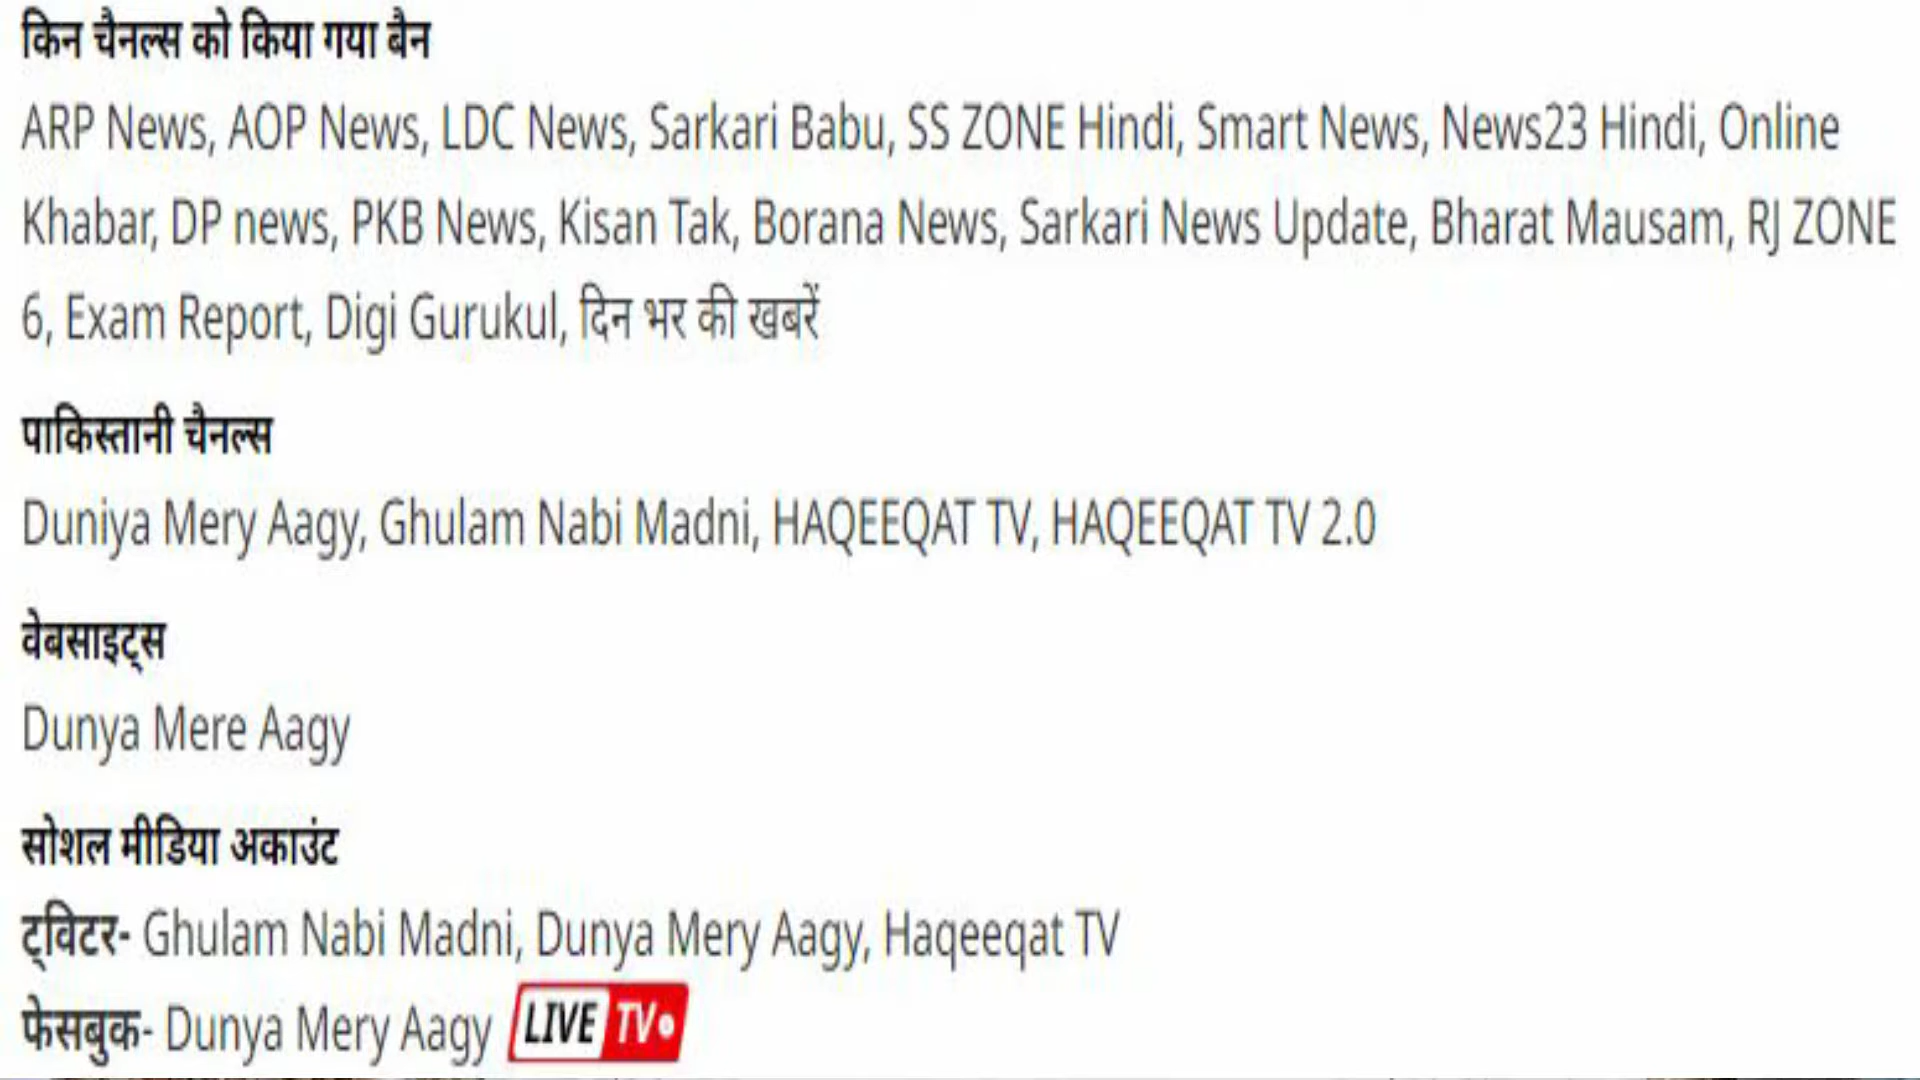 किन चैनल्स को किया गया बैन
ARP News, AOP News, LDC News, Sarkari Babu, SS ZONE Hindi, Smart News, News23 Hindi, Online
Khabar, DP news, PKB News, Kisan Tak, Borana News, Sarkari News Update, Bharat Mausam, RJ ZONE
6, Exam Report, Digi Gurukul, दिन भर की खबरें
पाकिस्तानी चैनल्स
Duniya Mery Aagy, Ghulam Nabi Madni, HAQEEQAT TV, HAQEEQAT TV 2.0
वेबसाइट्स
Dunya Mere Aagy
सोशल मीडिया अकाउंट
ट्विटर- Ghulam Nabi Madni, Dunya Mery Aagy, Haqeeqat TV
फेसबुक- Dunya Mery Aagy LIVE TV